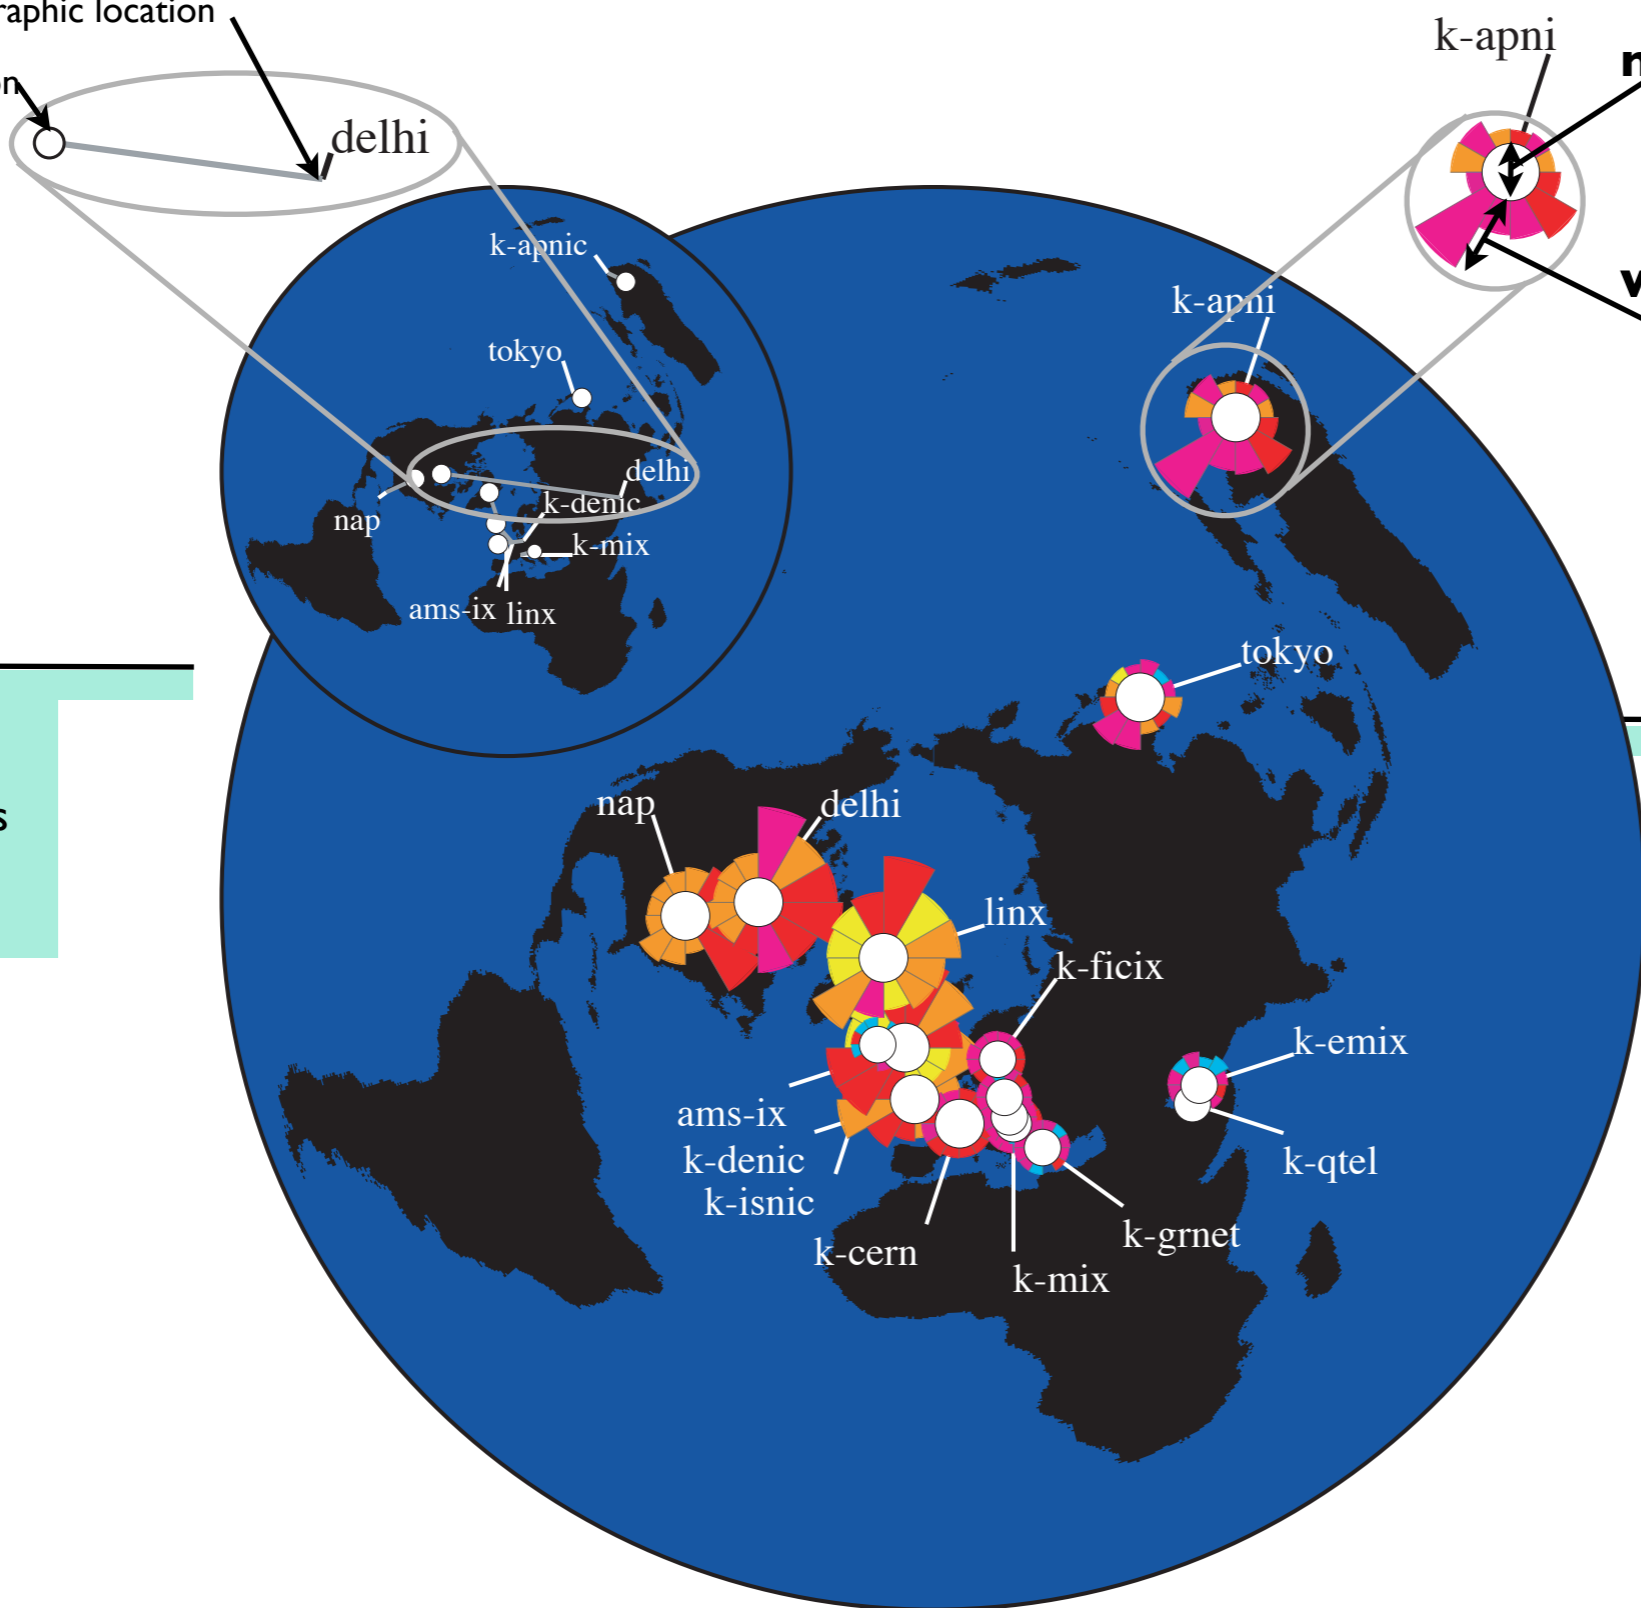 raphic location
on
delhi
k-apni
n
v
k-apnic
tokyo
delhi
k-denic
nap
k-mix
ams-ix linx
k-apni
tokyo
s
nap
delhi
linx
k-ficix
k-emix
ams-ix
k-denic
k-qtel
k-isnic
k-grnet
k-cern
k-mix